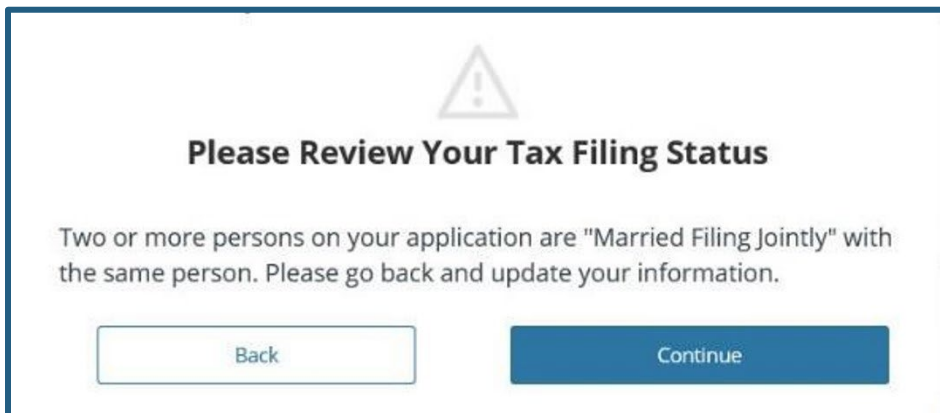 Please Review Your Tax Filing Status
Two or more persons on your application are "Married Filing Jointly" with
the same person. Please go back and update your information.
Back
Continue